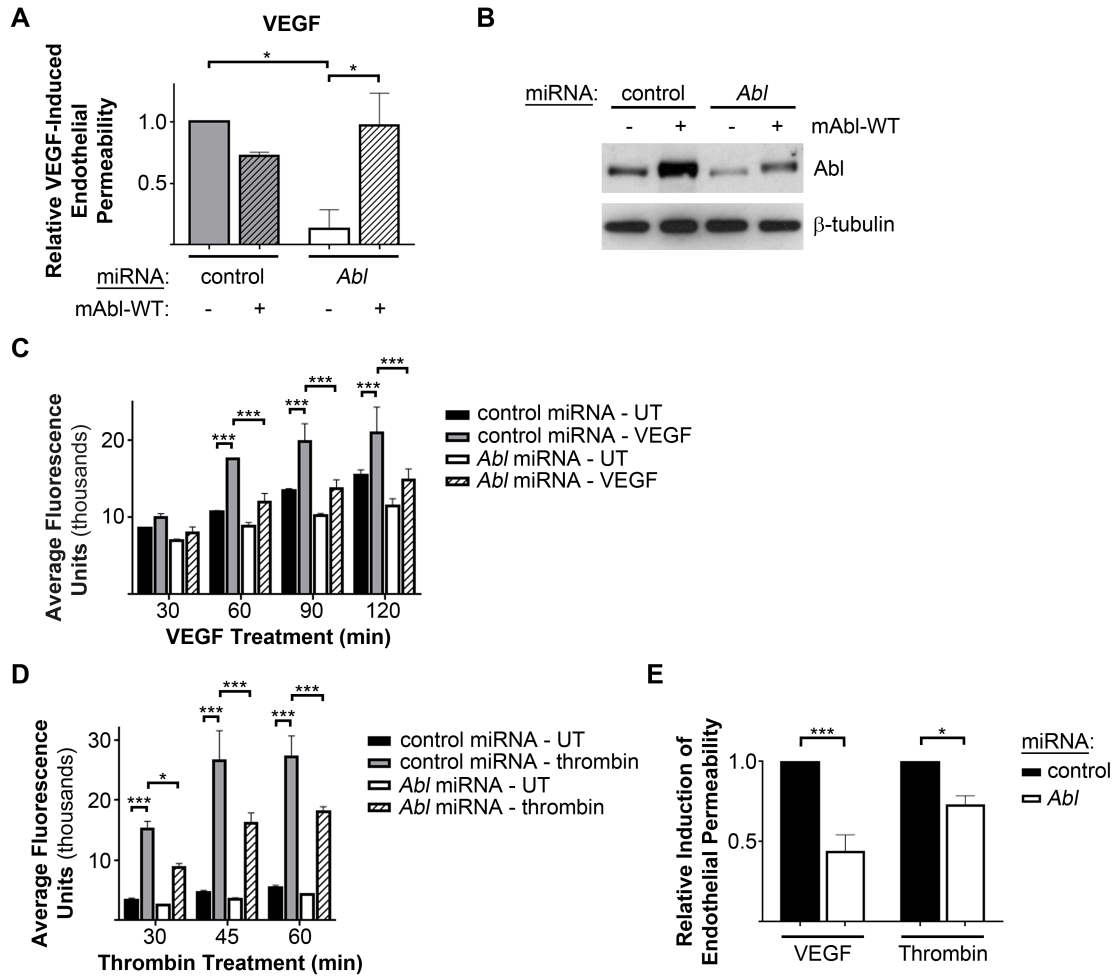 A
VEGF
Relative VEGF-Induced
Endothelial
Permeability
*
*
1.0
0.5
miRNA: control Abl
mAbl-WT: - + - +
B
miRNA: control Abl
- + - + mAbl-WT
Abl
β-tubulin
C
Average Fluorescence
Units (thousands)
20
10
*** *** *** *** *** ***
30 60 90 120
VEGF Treatment (min)
control miRNA - UT
control miRNA - VEGF
Abl miRNA - UT
Abl miRNA - VEGF
D
Average Fluorescence
Units (thousands)
30
20
10
*** * *** *** *** ***
30 45 60
Thrombin Treatment (min)
control miRNA - UT
control miRNA - thrombin
Abl miRNA - UT
Abl miRNA - thrombin
E
Relative Induction of
Endothelial Permeability
1.0
0.5
*** *
VEGF Thrombin
miRNA:
control
Abl